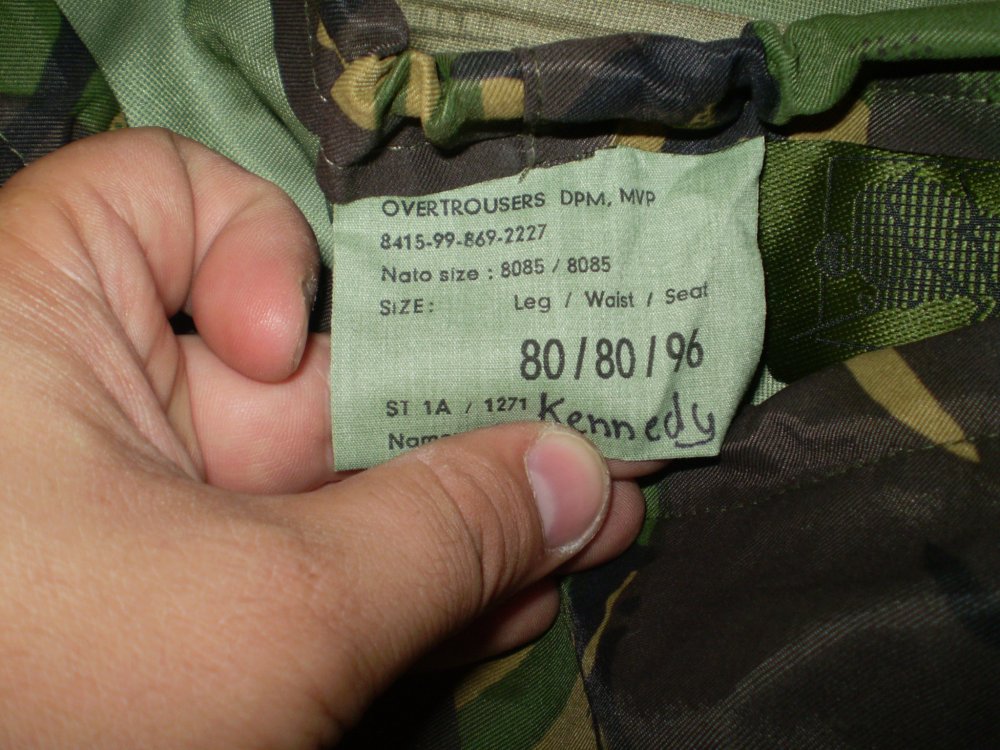 OVERTROUSERS DPM, MVP
8415-99-869-2227
Nato size : 8085 / 8085
SIZE: Leg / Waist / Seat
80/80/96
ST 1A / 1271
Name Kennedy